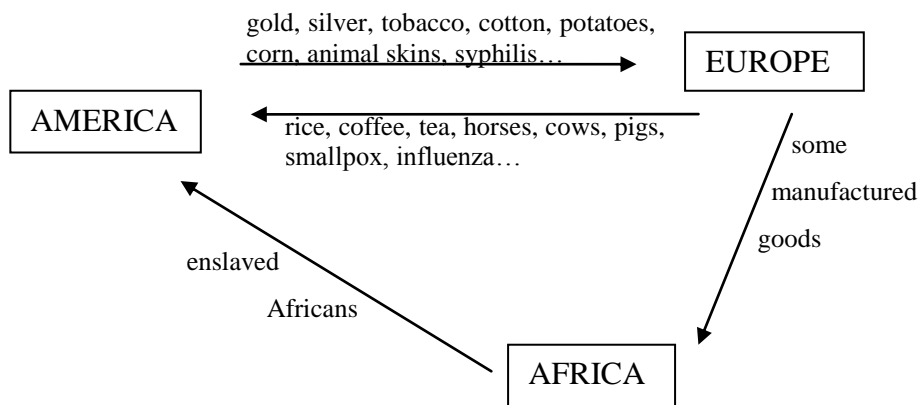 gold, silver, tobacco, cotton, potatoes,
corn, animal skins, syphilis…
EUROPE
AMERICA
rice, coffee, tea, horses, cows, pigs,
smallpox, influenza…
some
manufactured
goods
enslaved
Africans
AFRICA